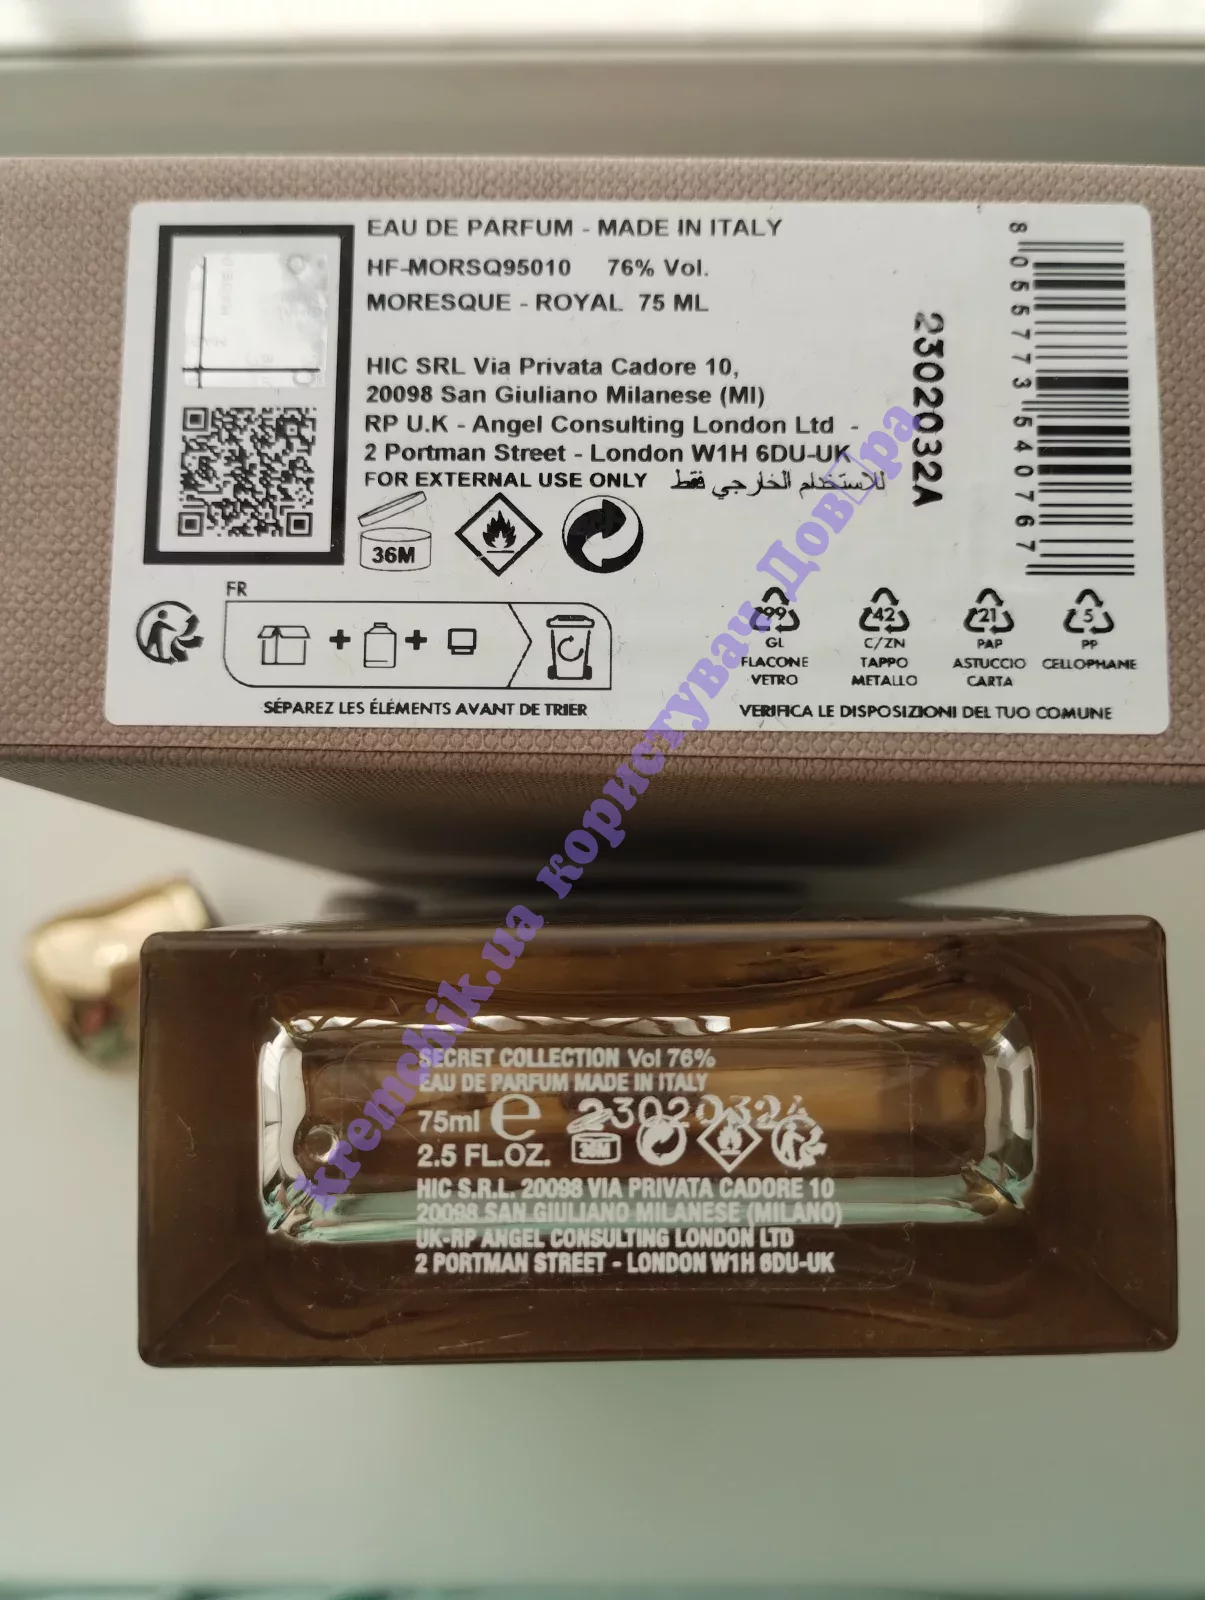 EAU DE PARFUM - MADE IN ITALY
HF-MORSQ95010 76% Vol.
MORESQUE - ROYAL 75 ML
HIC SRL Via Privata Cadore 10,
20098 San Giuliano Milanese (MI)
RP U.K - Angel Consulting London Ltd -
2 Portman Street - London W1H 6DU-UK
FOR EXTERNAL USE ONLY للاستخدام الخارجي فقط
2302032A
8055773540767
36M
FR
SÉPAREZ LES ÉLÉMENTS AVANT DE TRIER
99 42 21 5
GL C/ZN PAP PP
FLACONE TAPPO ASTUCCIO CELLOPHANE
VETRO METALLO CARTA
VERIFICA LE DISPOSIZIONI DEL TUO COMUNE
kremchik.ua користувач Дов□ра
SECRET COLLECTION Vol 76%
EAU DE PARFUM MADE IN ITALY
75ml e 2302032A
2.5 FL.OZ. 36M
HIC S.R.L. 20098 VIA PRIVATA CADORE 10
20098 SAN GIULIANO MILANESE (MILANO)
UK-RP ANGEL CONSULTING LONDON LTD
2 PORTMAN STREET - LONDON W1H 6DU-UK